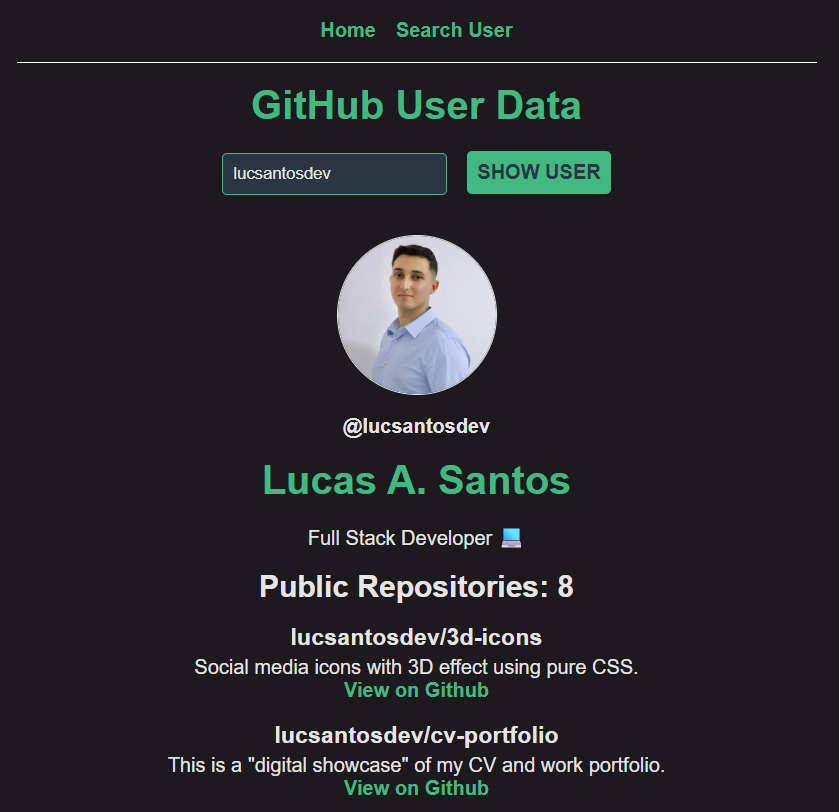 Home Search User
GitHub User Data
lucsantosdev SHOW USER
@lucsantosdev
Lucas A. Santos
Full Stack Developer 💻
Public Repositories: 8
lucsantosdev/3d-icons
Social media icons with 3D effect using pure CSS.
View on Github
lucsantosdev/cv-portfolio
This is a "digital showcase" of my CV and work portfolio.
View on Github